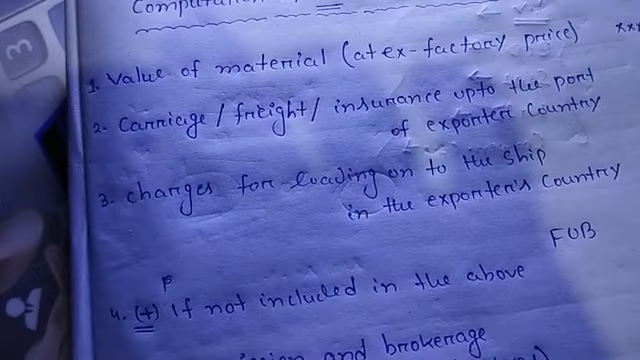 1. Value of material (at ex-factory price) xxx
2. Carriage/freight/insurance upto the port
of exporter Country
3. charges for loading on to the ship
in the exporter's Country
FOB
4. (+) If not included in the above
and brokerage